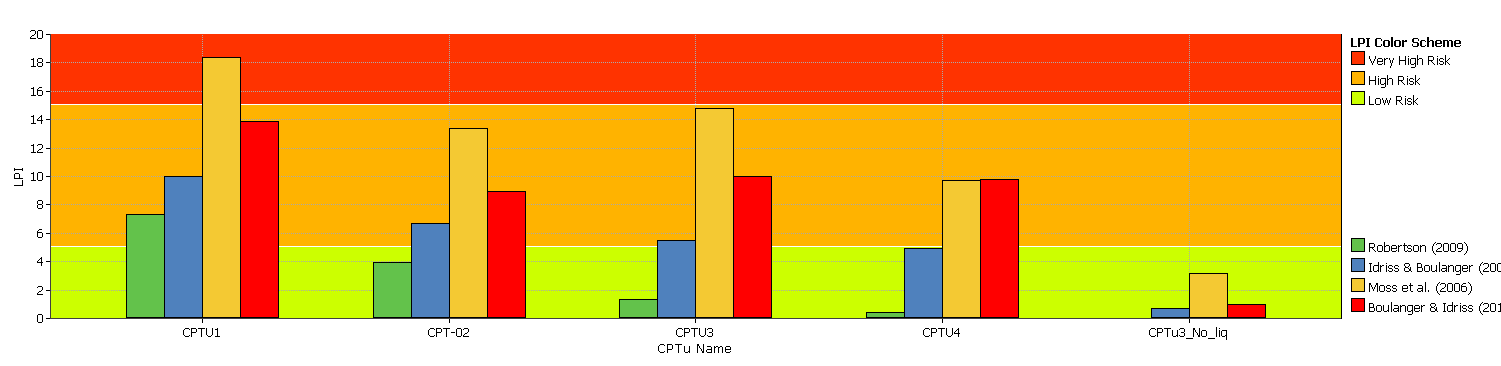 20
18
16
14
12
10
8
6
4
2
0
LPI
CPTU1
CPT-02
CPTU3
CPTU4
CPTu3_No_liq
CPTu Name
LPI Color Scheme
Very High Risk
High Risk
Low Risk
Robertson (2009)
Idriss & Boulanger (200
Moss et al. (2006)
Boulanger & Idriss (201